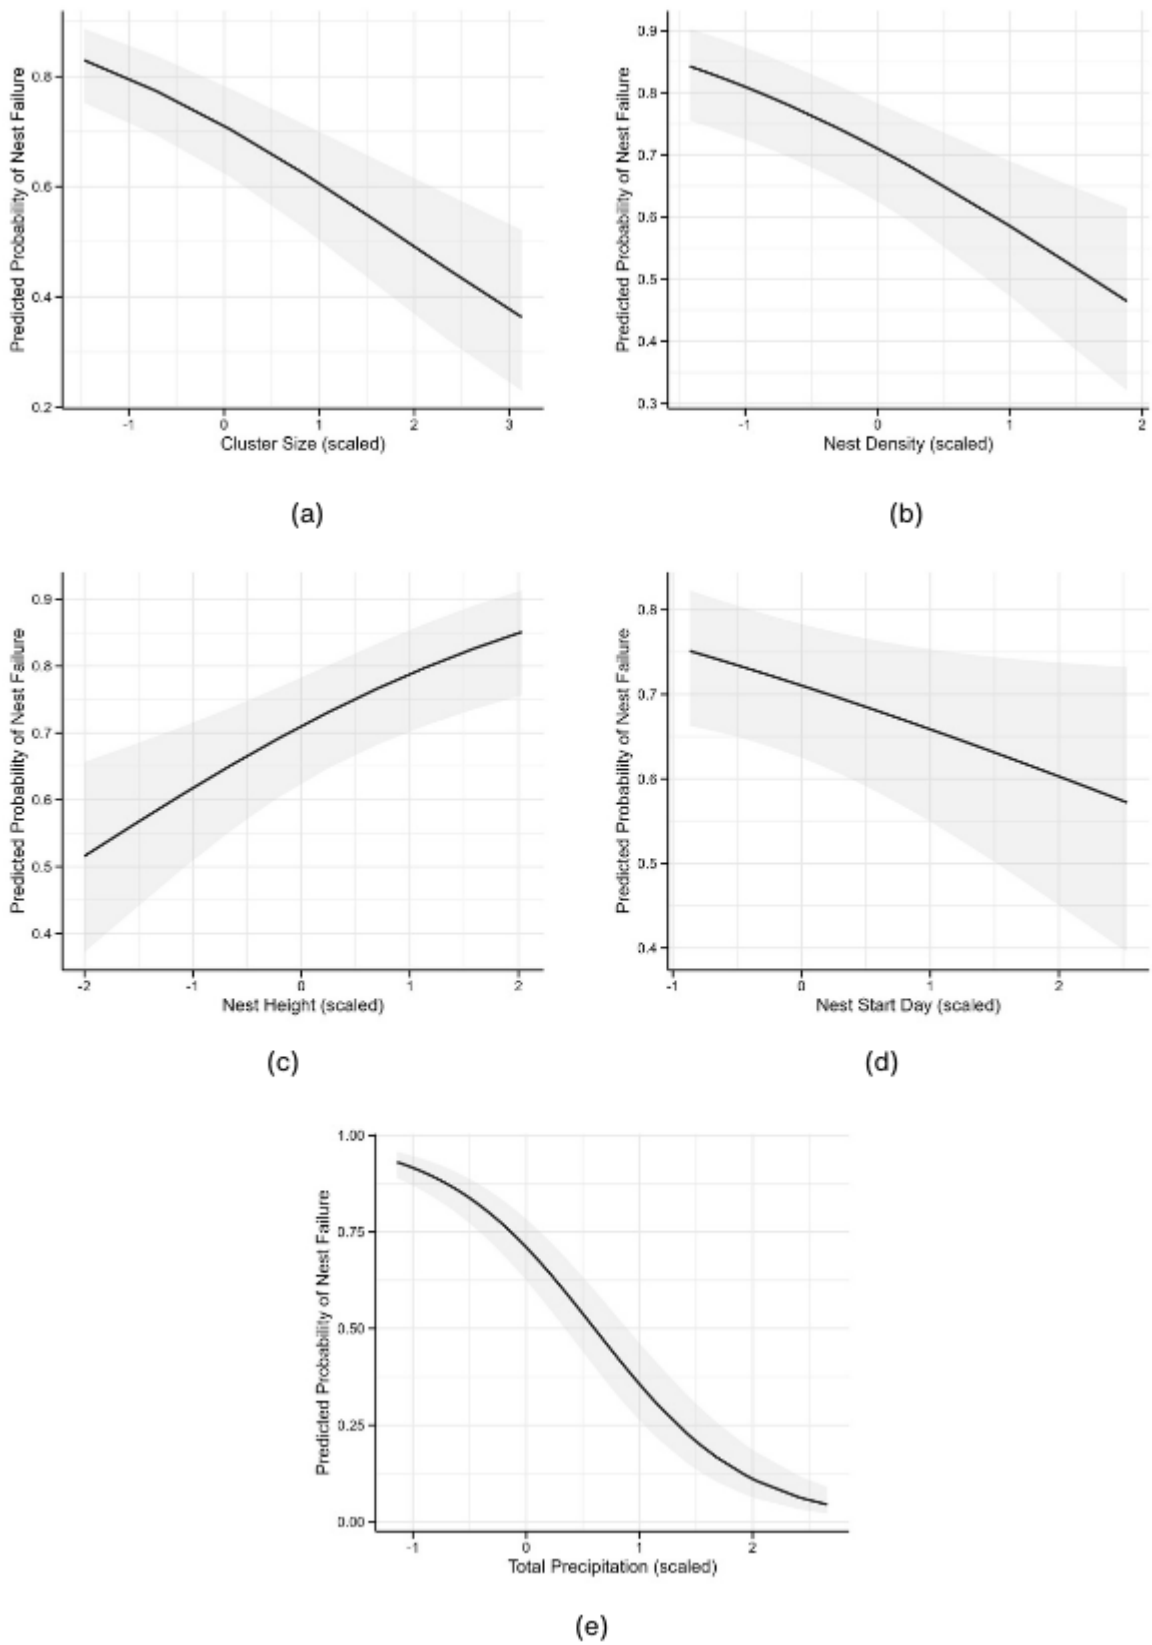 Predicted Probability of Nest Failure
0.8
0.6
0.4
0.2
-1 0 1 2 3
Cluster Size (scaled)
(a)
Predicted Probability of Nest Failure
0.9
0.8
0.7
0.6
0.5
0.4
0.3
-1 0 1 2
Nest Density (scaled)
(b)
Predicted Probability of Nest Failure
0.9
0.8
0.7
0.6
0.5
0.4
-2 -1 0 1 2
Nest Height (scaled)
(c)
Predicted Probability of Nest Failure
0.8
0.7
0.6
0.5
0.4
-1 0 1 2
Nest Start Day (scaled)
(d)
Predicted Probability of Nest Failure
1.00
0.75
0.50
0.25
0.00
-1 0 1 2
Total Precipitation (scaled)
(e)